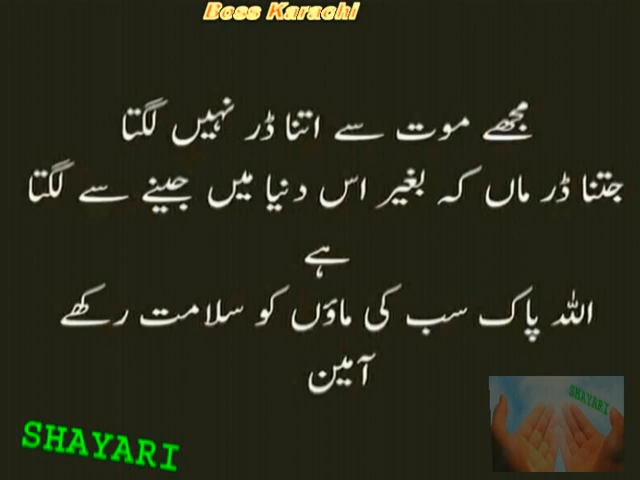 Boss Karachi
مجھے موت سے اتنا ڈر نہیں لگتا
جتنا ڈر ماں کہ بغیر اس دنیا میں جینے سے لگتا
ہے
اللہ پاک سب کی ماؤں کو سلامت رکھے
آمین
SHAYARI
SHAYARI